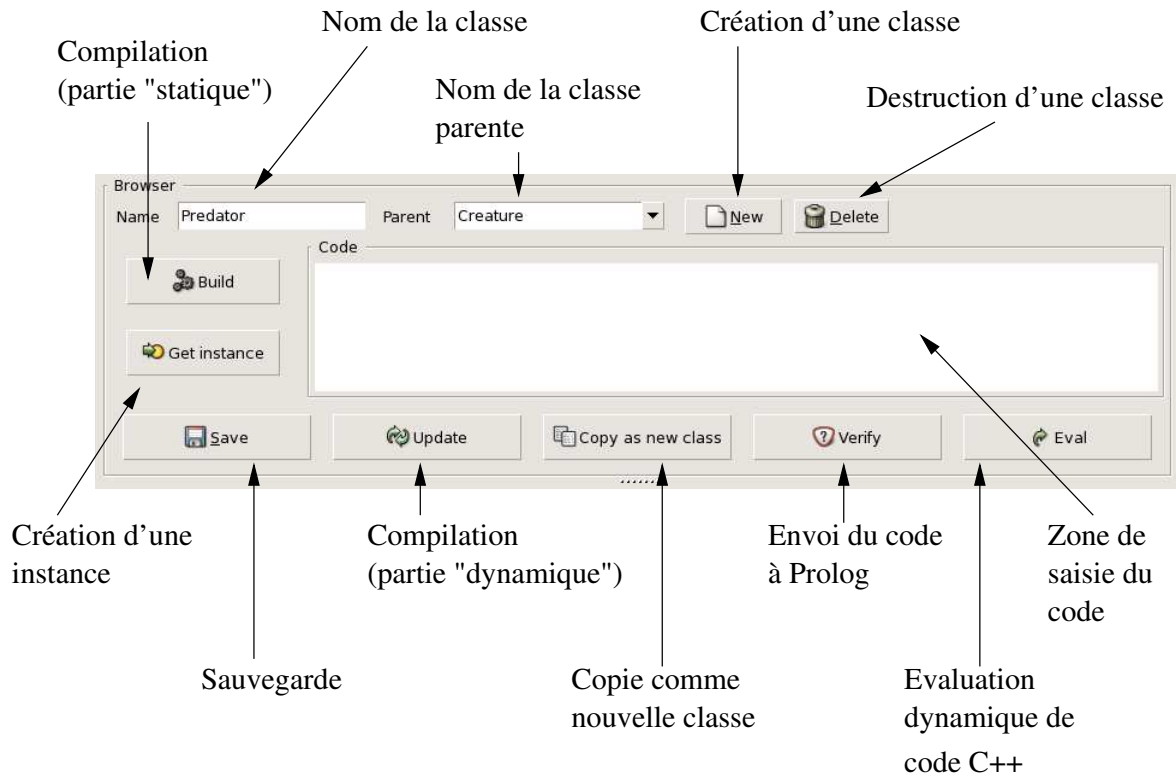 Nom de la classe
Création d'une classe
Compilation
(partie "statique")
Nom de la classe
parente
Destruction d'une classe
Browser
Name
Predator
Parent
Creature
New
Delete
Code
Build
Get instance
Save
Update
Copy as new class
Verify
Eval
Création d'une
instance
Compilation
(partie "dynamique")
Envoi du code
à Prolog
Zone de
saisie du
code
Sauvegarde
Copie comme
nouvelle classe
Evaluation
dynamique de
code C++